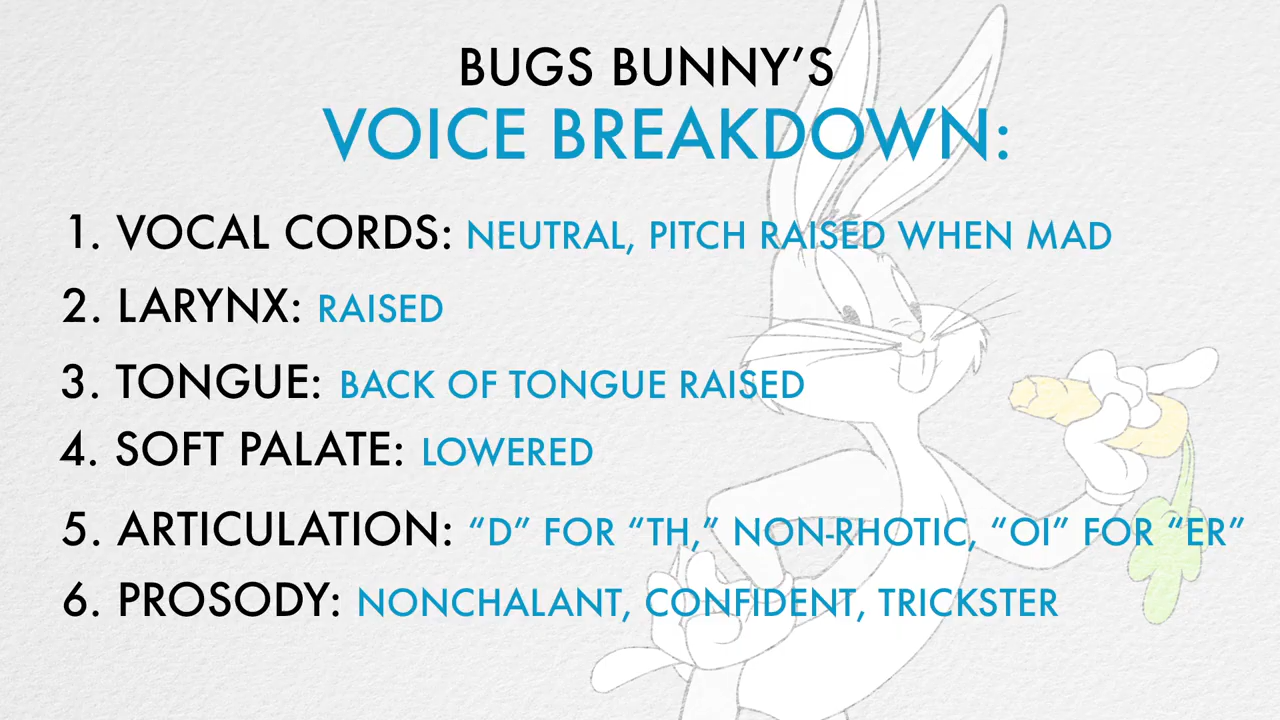 BUGS BUNNY’S
VOICE BREAKDOWN:
1. VOCAL CORDS: NEUTRAL, PITCH RAISED WHEN MAD
2. LARYNX: RAISED
3. TONGUE: BACK OF TONGUE RAISED
4. SOFT PALATE: LOWERED
5. ARTICULATION: “D” FOR “TH,” NON-RHOTIC, “OI” FOR “ER”
6. PROSODY: NONCHALANT, CONFIDENT, TRICKSTER